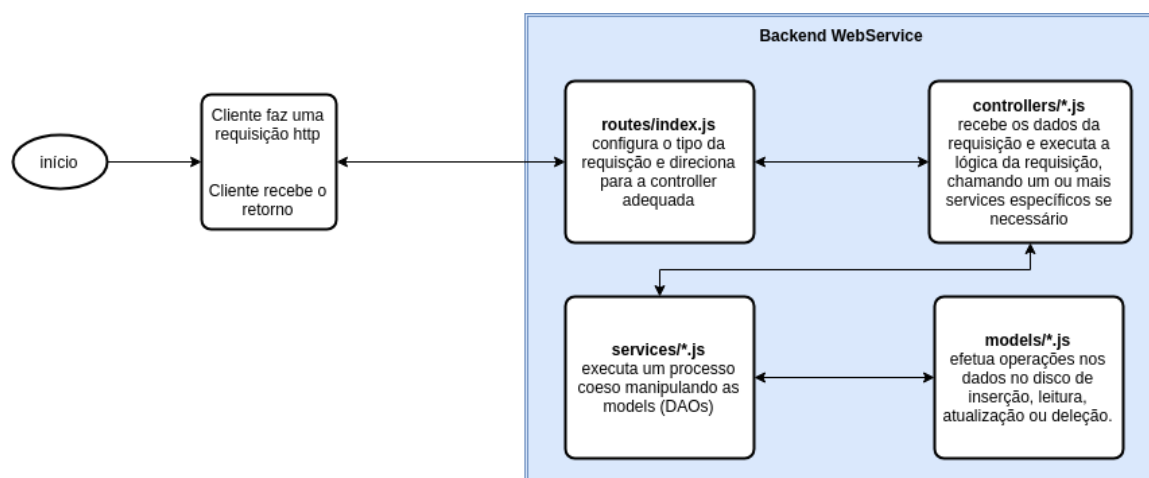 Backend WebService
início
Cliente faz uma
requisição http
Cliente recebe o
retorno
routes/index.js
configura o tipo da
requisição e direciona
para a controller
adequada
controllers/*.js
recebe os dados da
requisição e executa a
lógica da requisição,
chamando um ou mais
services específicos se
necessário
services/*.js
executa um processo
coeso manipulando as
models (DAOs)
models/*.js
efetua operações nos
dados no disco de
inserção, leitura,
atualização ou deleção.